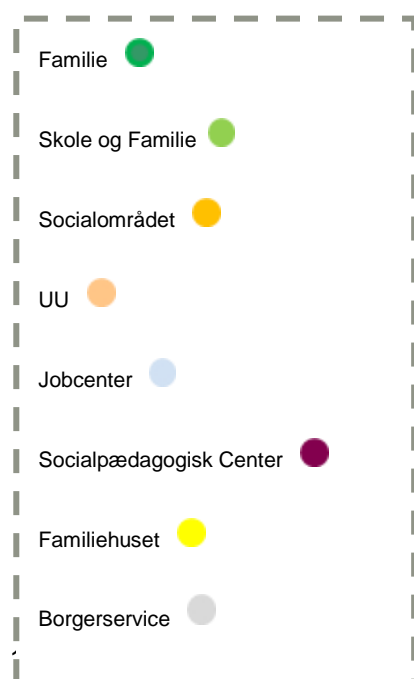 Familie
Skole og Familie
Socialområdet
UU
Jobcenter
Socialpædagogisk Center
Familiehuset
Borgerservice